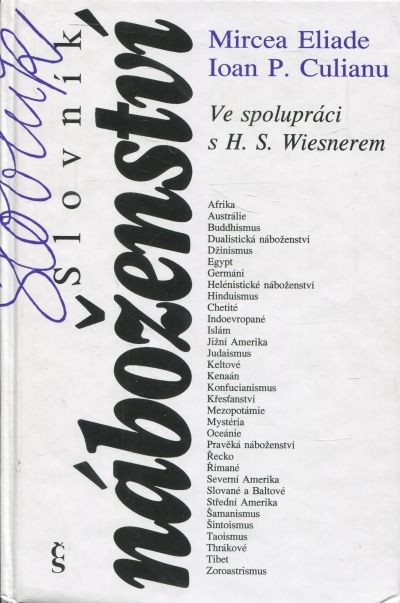 Slovník
Slovník
náboženství
Mircea Eliade
Ioan P. Culianu
Ve spolupráci
s H. S. Wiesnerem
Afrika
Austrálie
Buddhismus
Dualistická náboženství
Džinismus
Egypt
Germáni
Helénistické náboženství
Hinduismus
Chetité
Indoevropané
Islám
Jižní Amerika
Judaismus
Keltové
Kenaán
Konfucianismus
Křesťanství
Mezopotámie
Mystéria
Oceánie
Pravěká náboženství
Řecko
Římané
Severní Amerika
Slované a Baltové
Střední Amerika
Šamanismus
Šintoismus
Taoismus
Thrákové
Tibet
Zoroastrismus
Čs